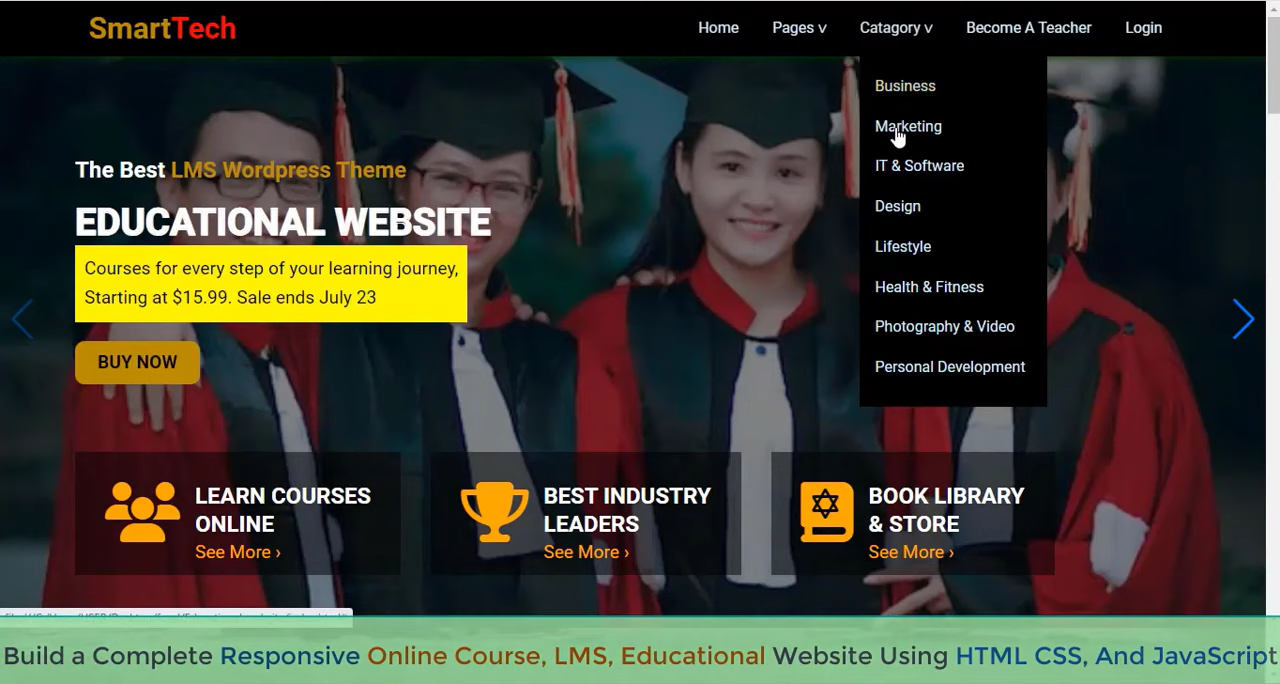 SmartTech
Home Pages v Catagory v Become A Teacher Login
Business
Marketing
IT & Software
Design
Lifestyle
Health & Fitness
Photography & Video
Personal Development
The Best LMS Wordpress Theme
EDUCATIONAL WEBSITE
Courses for every step of your learning journey,
Starting at $15.99. Sale ends July 23
BUY NOW
LEARN COURSES
ONLINE
See More ›
BEST INDUSTRY
LEADERS
See More ›
BOOK LIBRARY
& STORE
See More ›
Build a Complete Responsive Online Course, LMS, Educational Website Using HTML CSS, And JavaScript